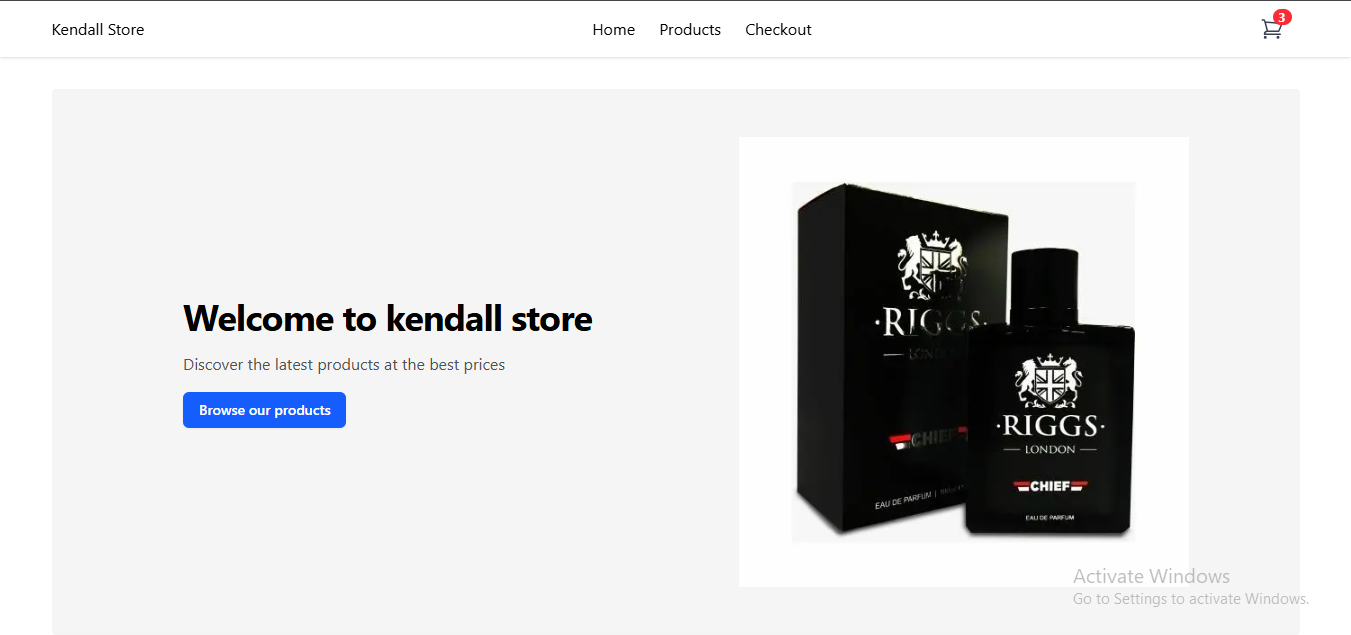 Kendall Store
Home
Products
Checkout
3
Welcome to kendall store
Discover the latest products at the best prices
Browse our products
·RIGGS·
LONDON
CHIEF
EAU DE PARFUM |
·RIGGS·
LONDON
CHIEF
EAU DE PARFUM
Activate Windows
Go to Settings to activate Windows.